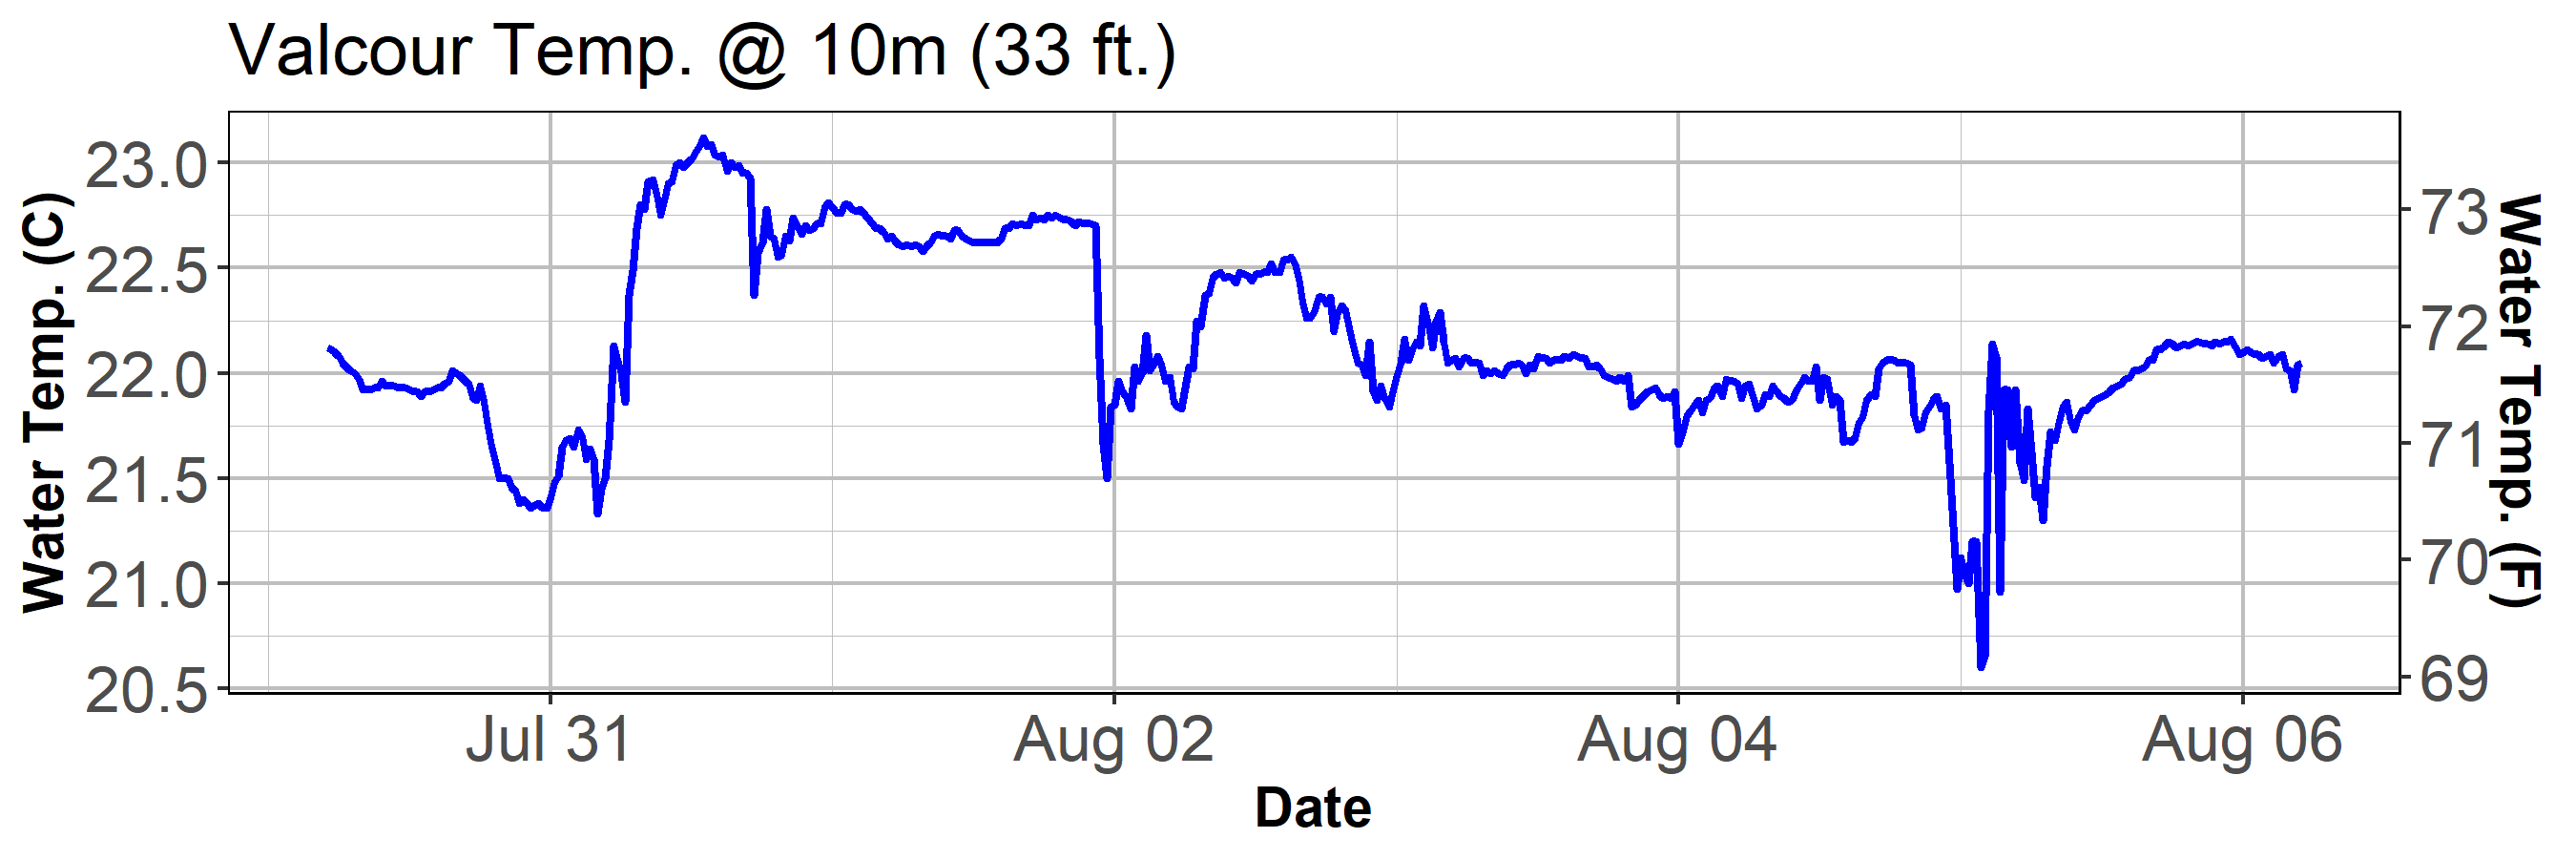 Valcour Temp. @ 10m (33 ft.)
Water Temp. (C)
23.0
22.5
22.0
21.5
21.0
20.5
73
72
71
70
69
Water Temp. (F)
Jul 31
Aug 02
Aug 04
Aug 06
Date